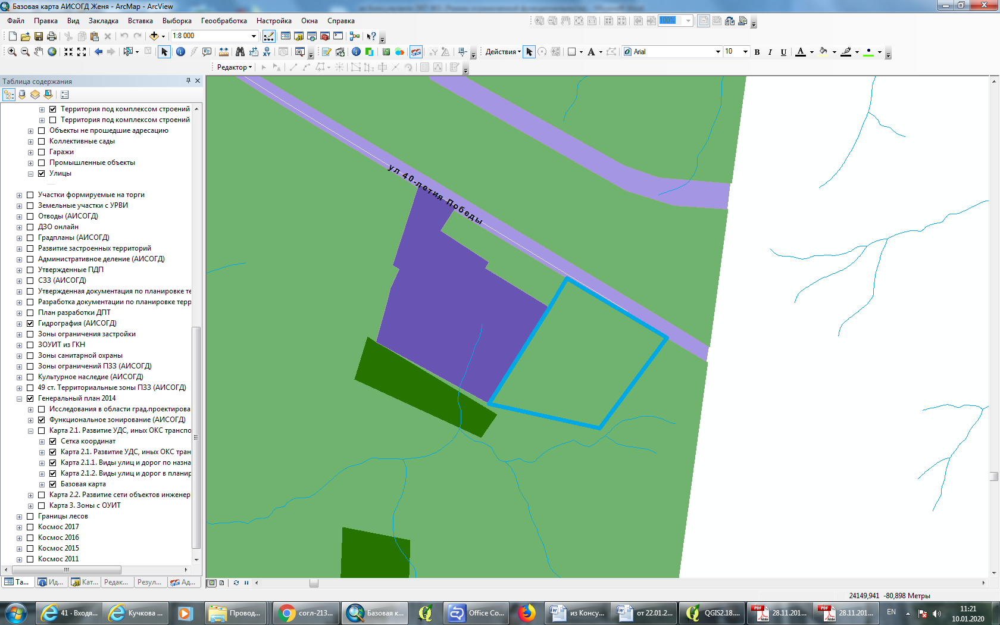 Базовая карта АИСОГД Женя - ArcMap - ArcView
Файл Правка Вид Закладка Вставка Выборка Геообработка Настройка Окна Справка
100%
1:8 000
Действия Arial 10 B I U A
Редактор
Таблица содержания
Территория под комплексом строений
Территория под комплексом строений
Объекты не прошедшие адресацию
Коллективные сады
Гаражи
Промышленные объекты
Улицы
Участки формируемые на торги
Земельные участки с УРВИ
Отводы (АИСОГД)
ДЗО онлайн
Градпланы (АИСОГД)
Развитие застроенных территорий
Административное деление (АИСОГД)
Утвержденные ПДП
СЗЗ (АИСОГД)
Утвержденная документация по планировке те
Разработка документации по планировке терр
План разработки ДПТ
Гидрография (АИСОГД)
Зоны ограничения застройки
ЗОУИТ из ГКН
Зоны санитарной охраны
Зоны ограничений ПЗЗ (АИСОГД)
Культурное наследие (АИСОГД)
49 ст. Территориальные зоны ПЗЗ (АИСОГД)
Генеральный план 2014
Исследования в области град.проектирова
Функциональное зонирование (АИСОГД)
Карта 2.1. Развитие УДС, иных ОКС транспо
Сетка координат
Карта 2.1. Развитие УДС, иных ОКС тран
Карта 2.1.1. Виды улиц и дорог по назна
Карта 2.1.2. Виды улиц и дорог в планир
Базовая карта
Карта 2.2. Развитие сети объектов инженер
Карта 3. Зоны с ОУИТ
Границы лесов
Космос 2017
Космос 2016
Космос 2015
Космос 2011
Та... Ид... Кат... Редак... Резул... Ад...
ул 40-летия Победы
24149,941 -80,898 Метры
41 · Входя... Кучкова ... Провод... согл-213... Базовая к... Office Co... из Консу... от 22.01.2... QGIS2.18.... 28.11.201... 28.11.201... EN 11:21
10.01.2020